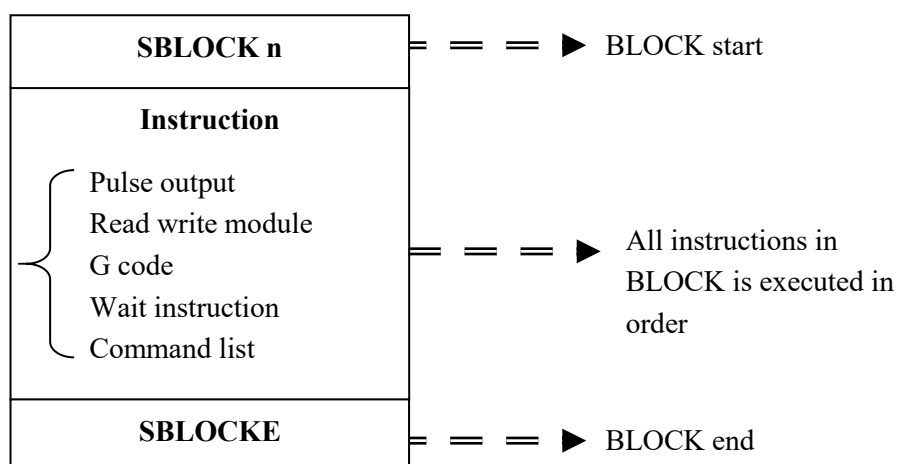 SBLOCK n
BLOCK start
Instruction
Pulse output
Read write module
G code
Wait instruction
Command list
All instructions in
BLOCK is executed in
order
SBLOCKE
BLOCK end